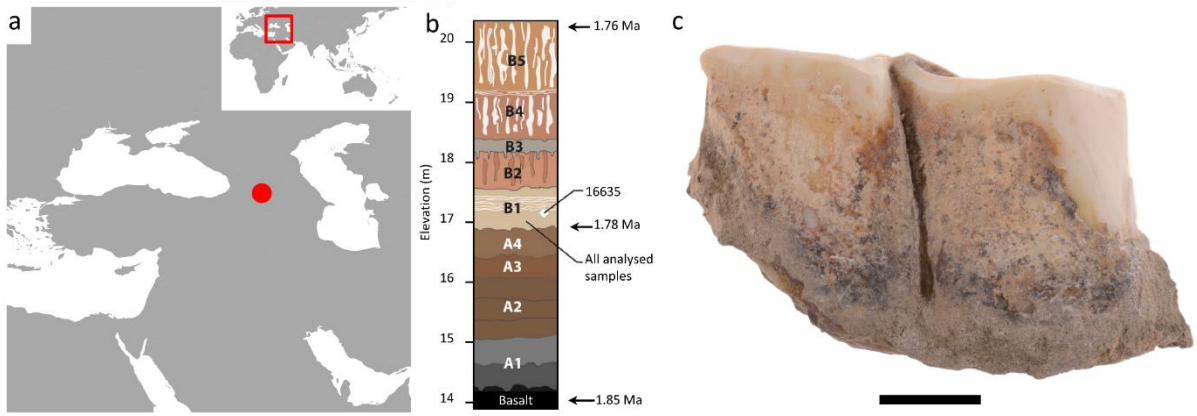 a
b
c
Elevation (m)
20
19
18
17
16
15
14
B5
B4
B3
B2
B1
A4
A3
A2
A1
Basalt
1.76 Ma
16635
1.78 Ma
All analysed
samples
1.85 Ma